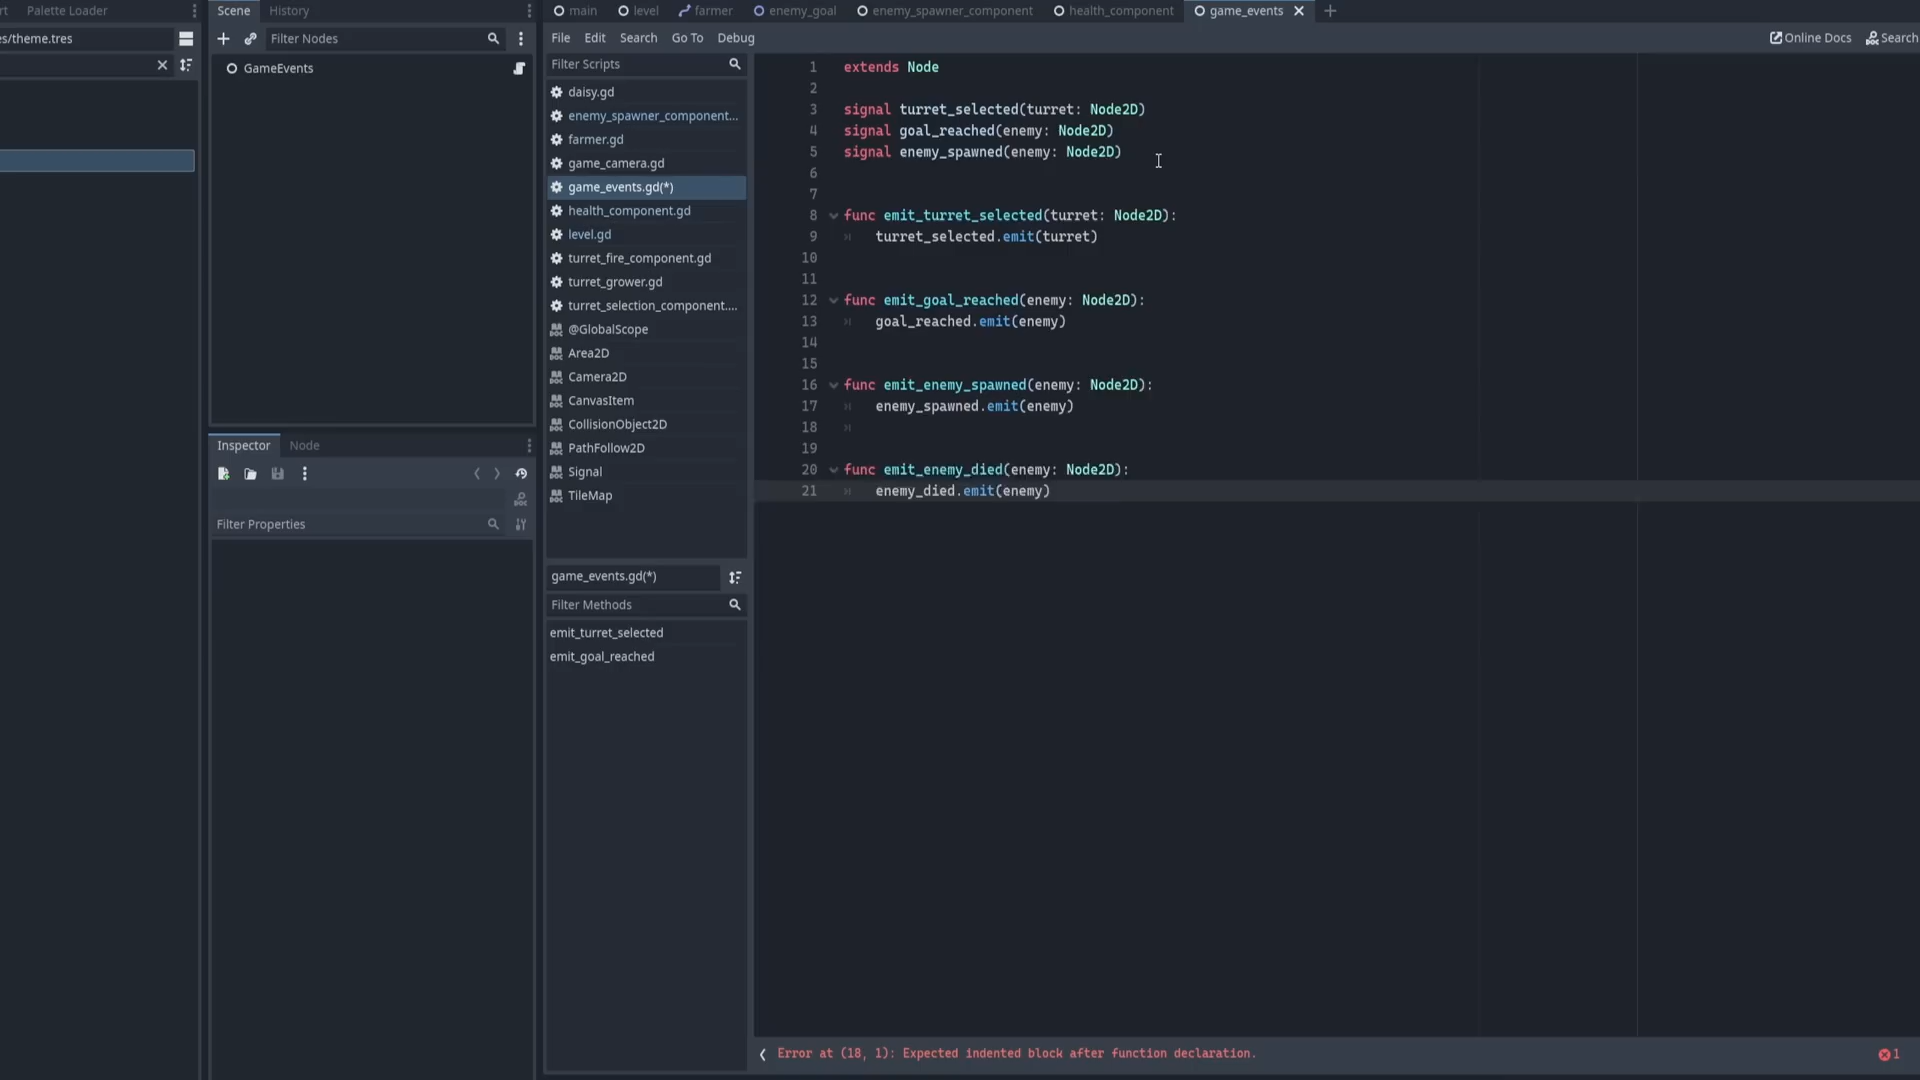 rt Palette Loader
Scene History
main level farmer enemy_goal enemy_spawner_component health_component game_events
s/theme.tres
Filter Nodes
File Edit Search Go To Debug
Online Docs Search
GameEvents
Filter Scripts
daisy.gd
enemy_spawner_component...
farmer.gd
game_camera.gd
game_events.gd(*)
health_component.gd
level.gd
turret_fire_component.gd
turret_grower.gd
turret_selection_component....
@GlobalScope
Area2D
Camera2D
CanvasItem
CollisionObject2D
PathFollow2D
Signal
TileMap
Inspector Node
Filter Properties
game_events.gd(*)
Filter Methods
emit_turret_selected
emit_goal_reached
1 extends Node
2
3 signal turret_selected(turret: Node2D)
4 signal goal_reached(enemy: Node2D)
5 signal enemy_spawned(enemy: Node2D)
6
7
8 func emit_turret_selected(turret: Node2D):
9 turret_selected.emit(turret)
10
11
12 func emit_goal_reached(enemy: Node2D):
13 goal_reached.emit(enemy)
14
15
16 func emit_enemy_spawned(enemy: Node2D):
17 enemy_spawned.emit(enemy)
18
19
20 func emit_enemy_died(enemy: Node2D):
21 enemy_died.emit(enemy)
Error at (18, 1): Expected indented block after function declaration.
1